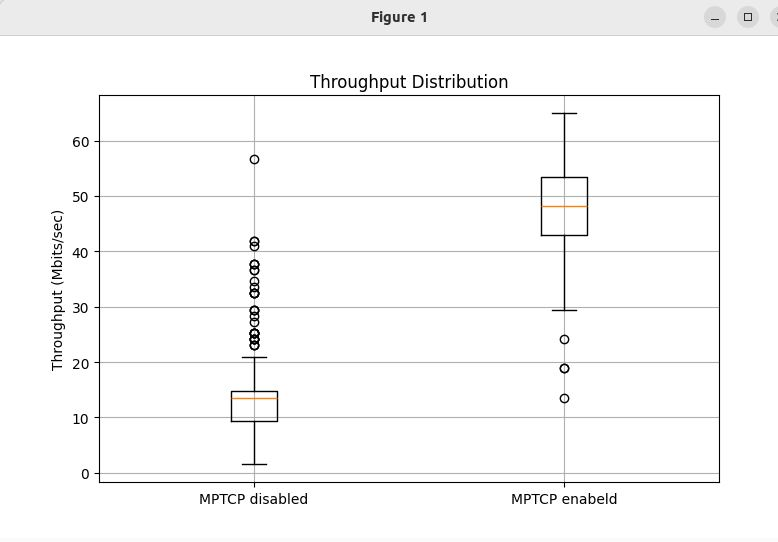 Figure 1
Throughput Distribution
Throughput (Mbits/sec)
60
50
40
30
20
10
0
MPTCP disabled
MPTCP enabeld